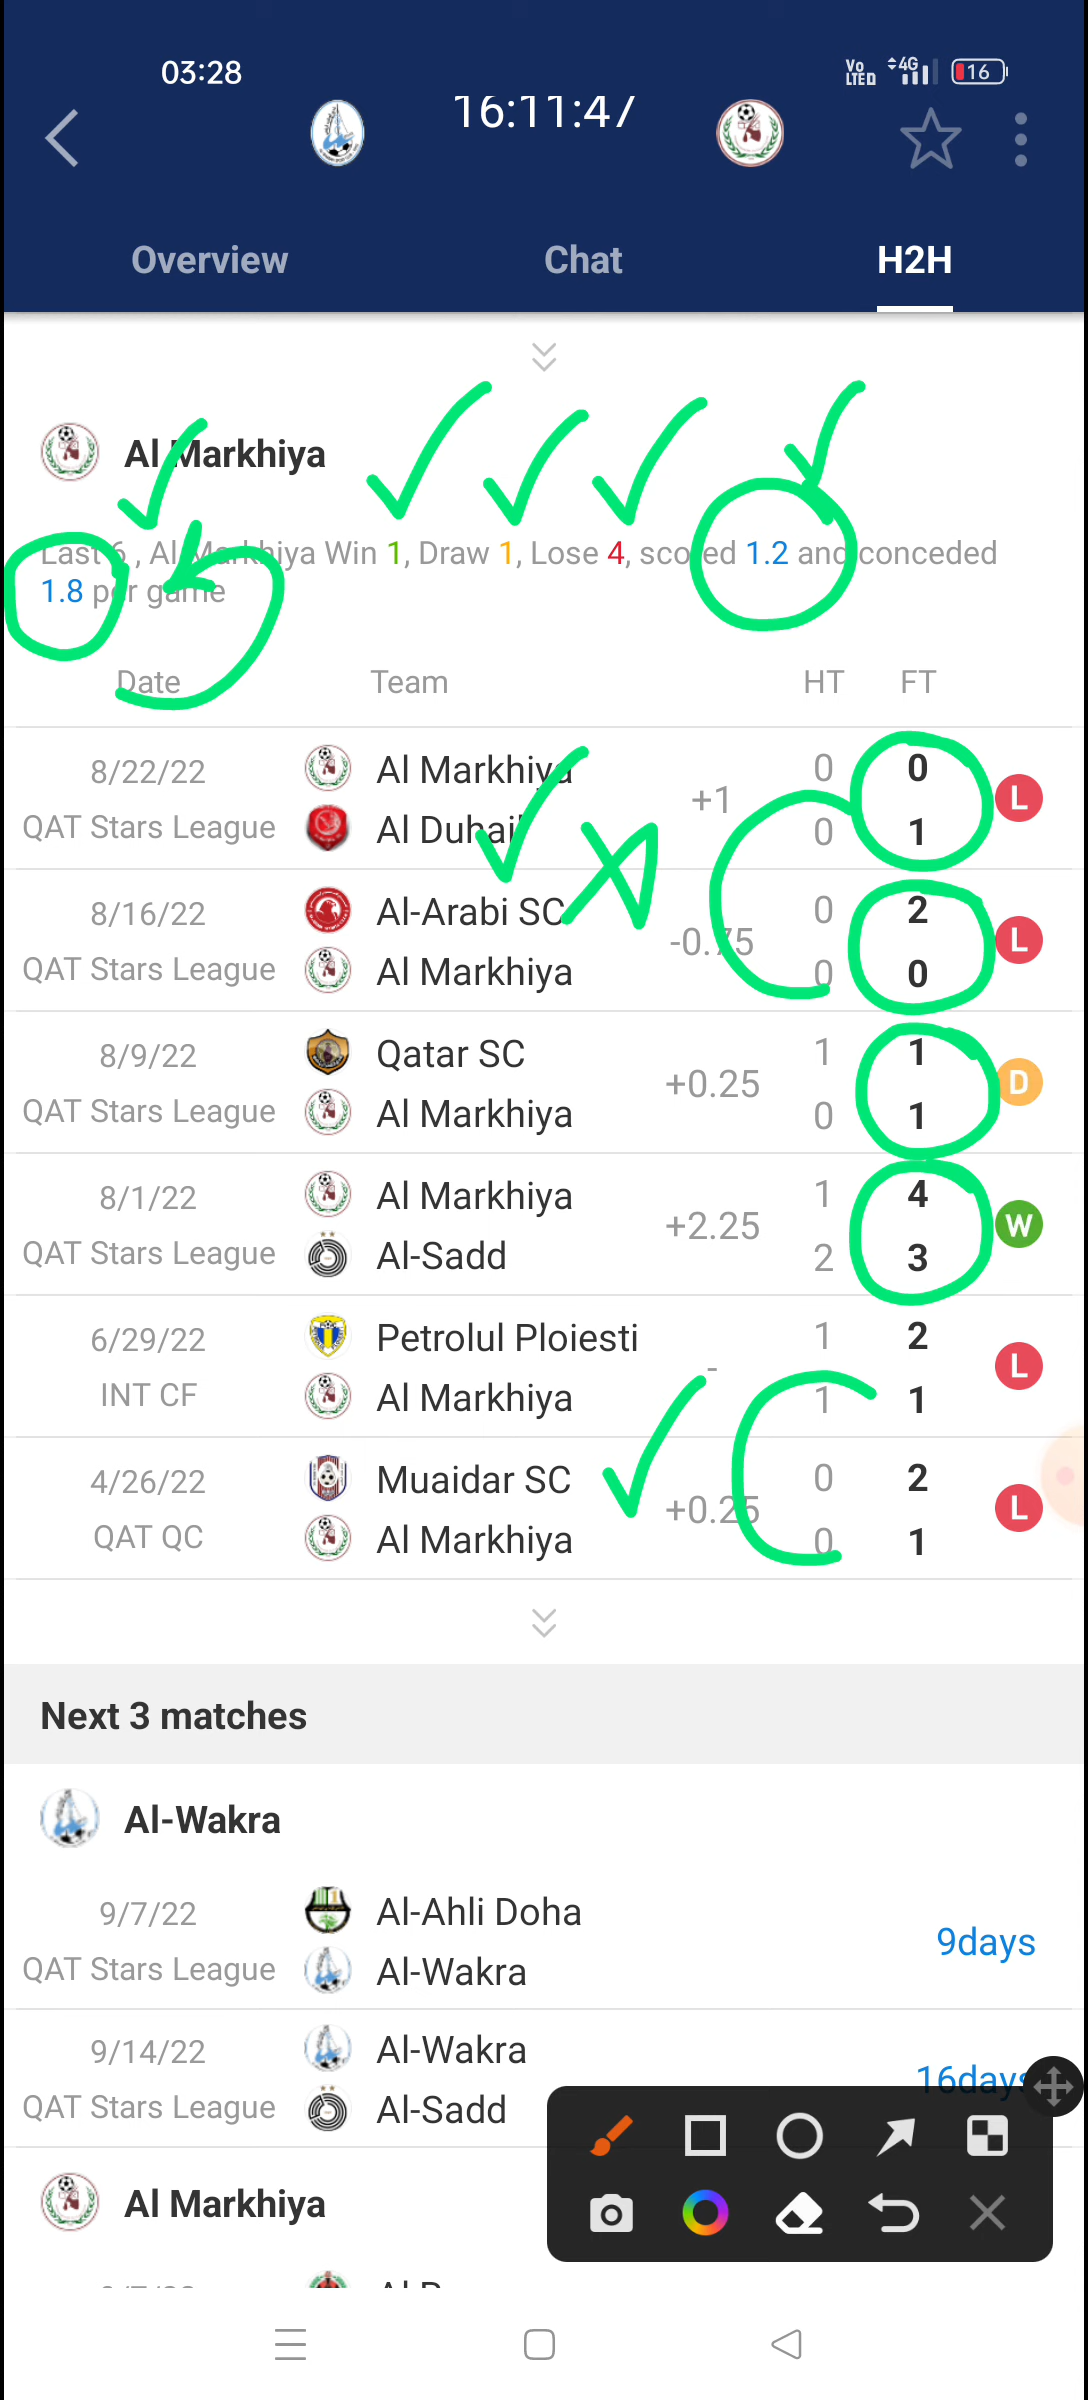 03:28
Vo LTED 4G 16
16:11:47
Overview Chat H2H
Al Markhiya
Last 6 , Al Markhiya Win 1, Draw 1, Lose 4, scored 1.2 and conceded
1.8 per game
Date Team HT FT
8/22/22 Al Markhiya 0 0
QAT Stars League Al Duhail +1 0 1 L
8/16/22 Al-Arabi SC 0 2
QAT Stars League Al Markhiya -0.75 0 0 L
8/9/22 Qatar SC 1 1
QAT Stars League Al Markhiya +0.25 0 1 D
8/1/22 Al Markhiya 1 4
QAT Stars League Al-Sadd +2.25 2 3 W
6/29/22 Petrolul Ploiesti 1 2
INT CF Al Markhiya - 1 1 L
4/26/22 Muaidar SC 0 2
QAT QC Al Markhiya +0.25 0 1 L
Next 3 matches
Al-Wakra
9/7/22 Al-Ahli Doha
QAT Stars League Al-Wakra 9days
9/14/22 Al-Wakra
QAT Stars League Al-Sadd 16days
Al Markhiya